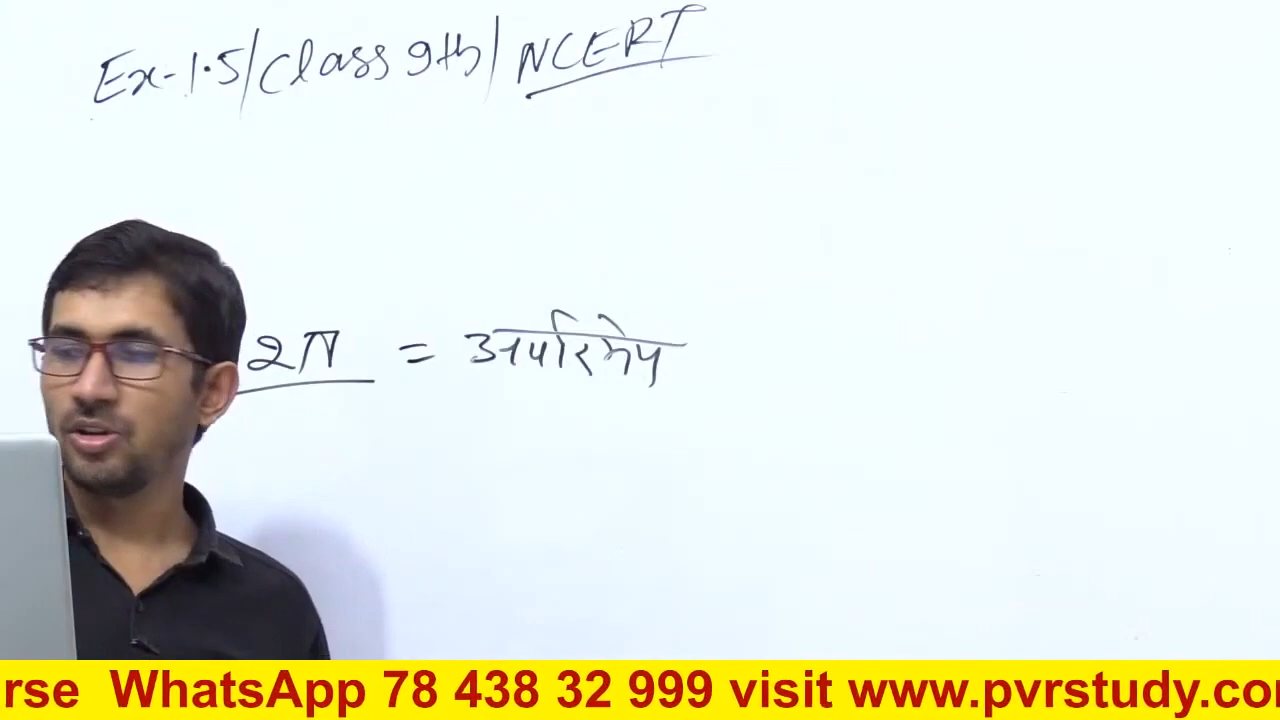 Ex-1.5/Class 9th/NCERT
2π = अपरिमेय
rse WhatsApp 78 438 32 999 visit www.pvrstudy.co